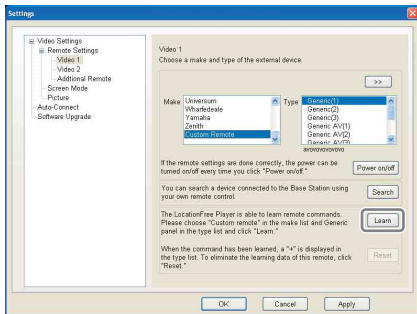 Settings
Video Settings
Remote Settings
Video 1
Video 2
Addtional Remote
Screen Mode
Picture
Auto-Connect
Software Upgrade
Video 1
Choose a make and type of the external device.
>>
Make
Universum
Wharfedeale
Yamaha
Zenith
Custom Remote
Type
Generic(1)
Generic(2)
Generic(3)
Generic AV(1)
Generic AV(2)
Generic AV(3)
If the remote settings are done correctly, the power can be
turned on/off every time you click "Power on/off."
Power on/off
You can search a device connected to the Base Station using
your own remote control.
Search
The LocationFree Player is able to learn remote commands.
Please choose "Custom remote" in the make list and Generic
panel in the type list and click "Learn."
Learn
When the command has been learned, a "+" is displayed in
the type list. To eliminate the learning data of this remote, click
"Reset."
Reset
OK
Cancel
Apply